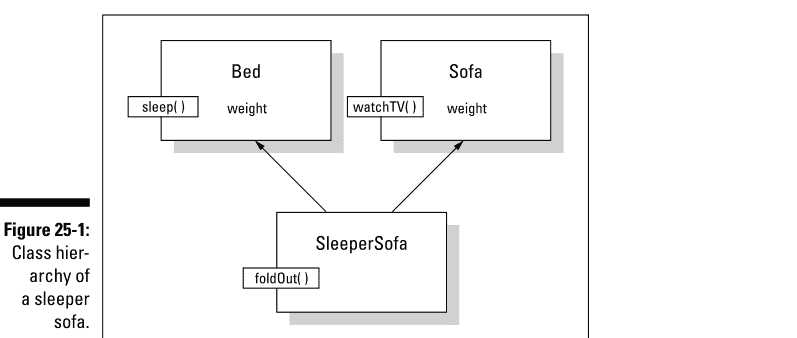 Bed
sleep( )
weight
Sofa
watchTV( )
weight
SleeperSofa
foldOut( )
Figure 25-1:
Class hier-
archy of
a sleeper
sofa.